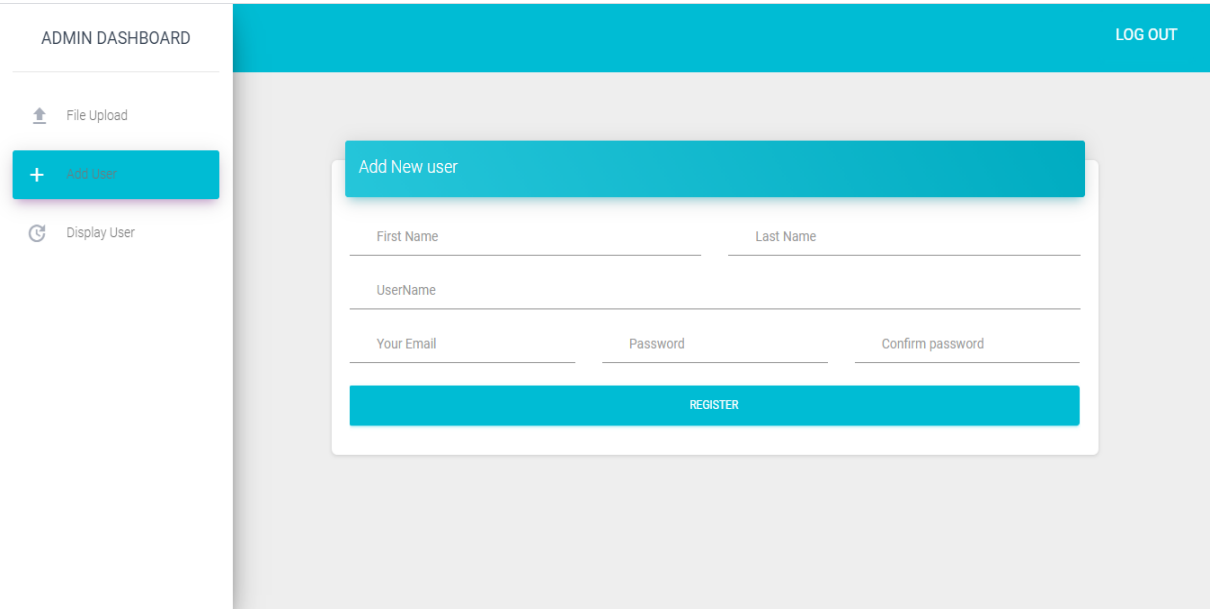 ADMIN DASHBOARD
LOG OUT
File Upload
Add User
Display User
Add New user
First Name Last Name
UserName
Your Email Password Confirm password
REGISTER